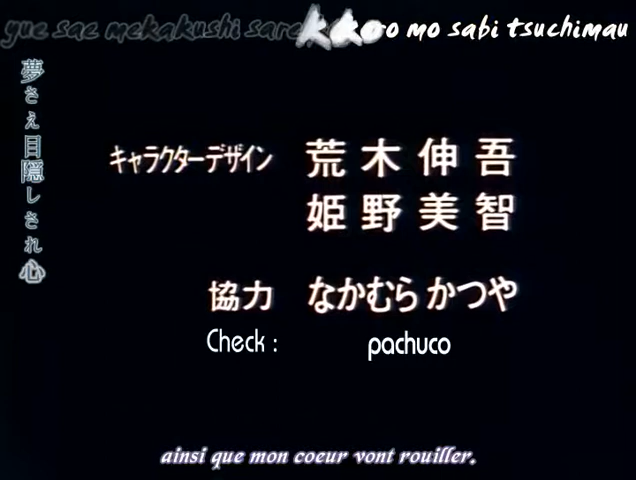 yue sae mekakushi sare kokoro mo sabi tsuchimau
夢さえ目隠しされ心
キャラクターデザイン 荒木伸吾
姫野美智
協力 なかむらかつや
Check : pachuco
ainsi que mon coeur vont rouiller.